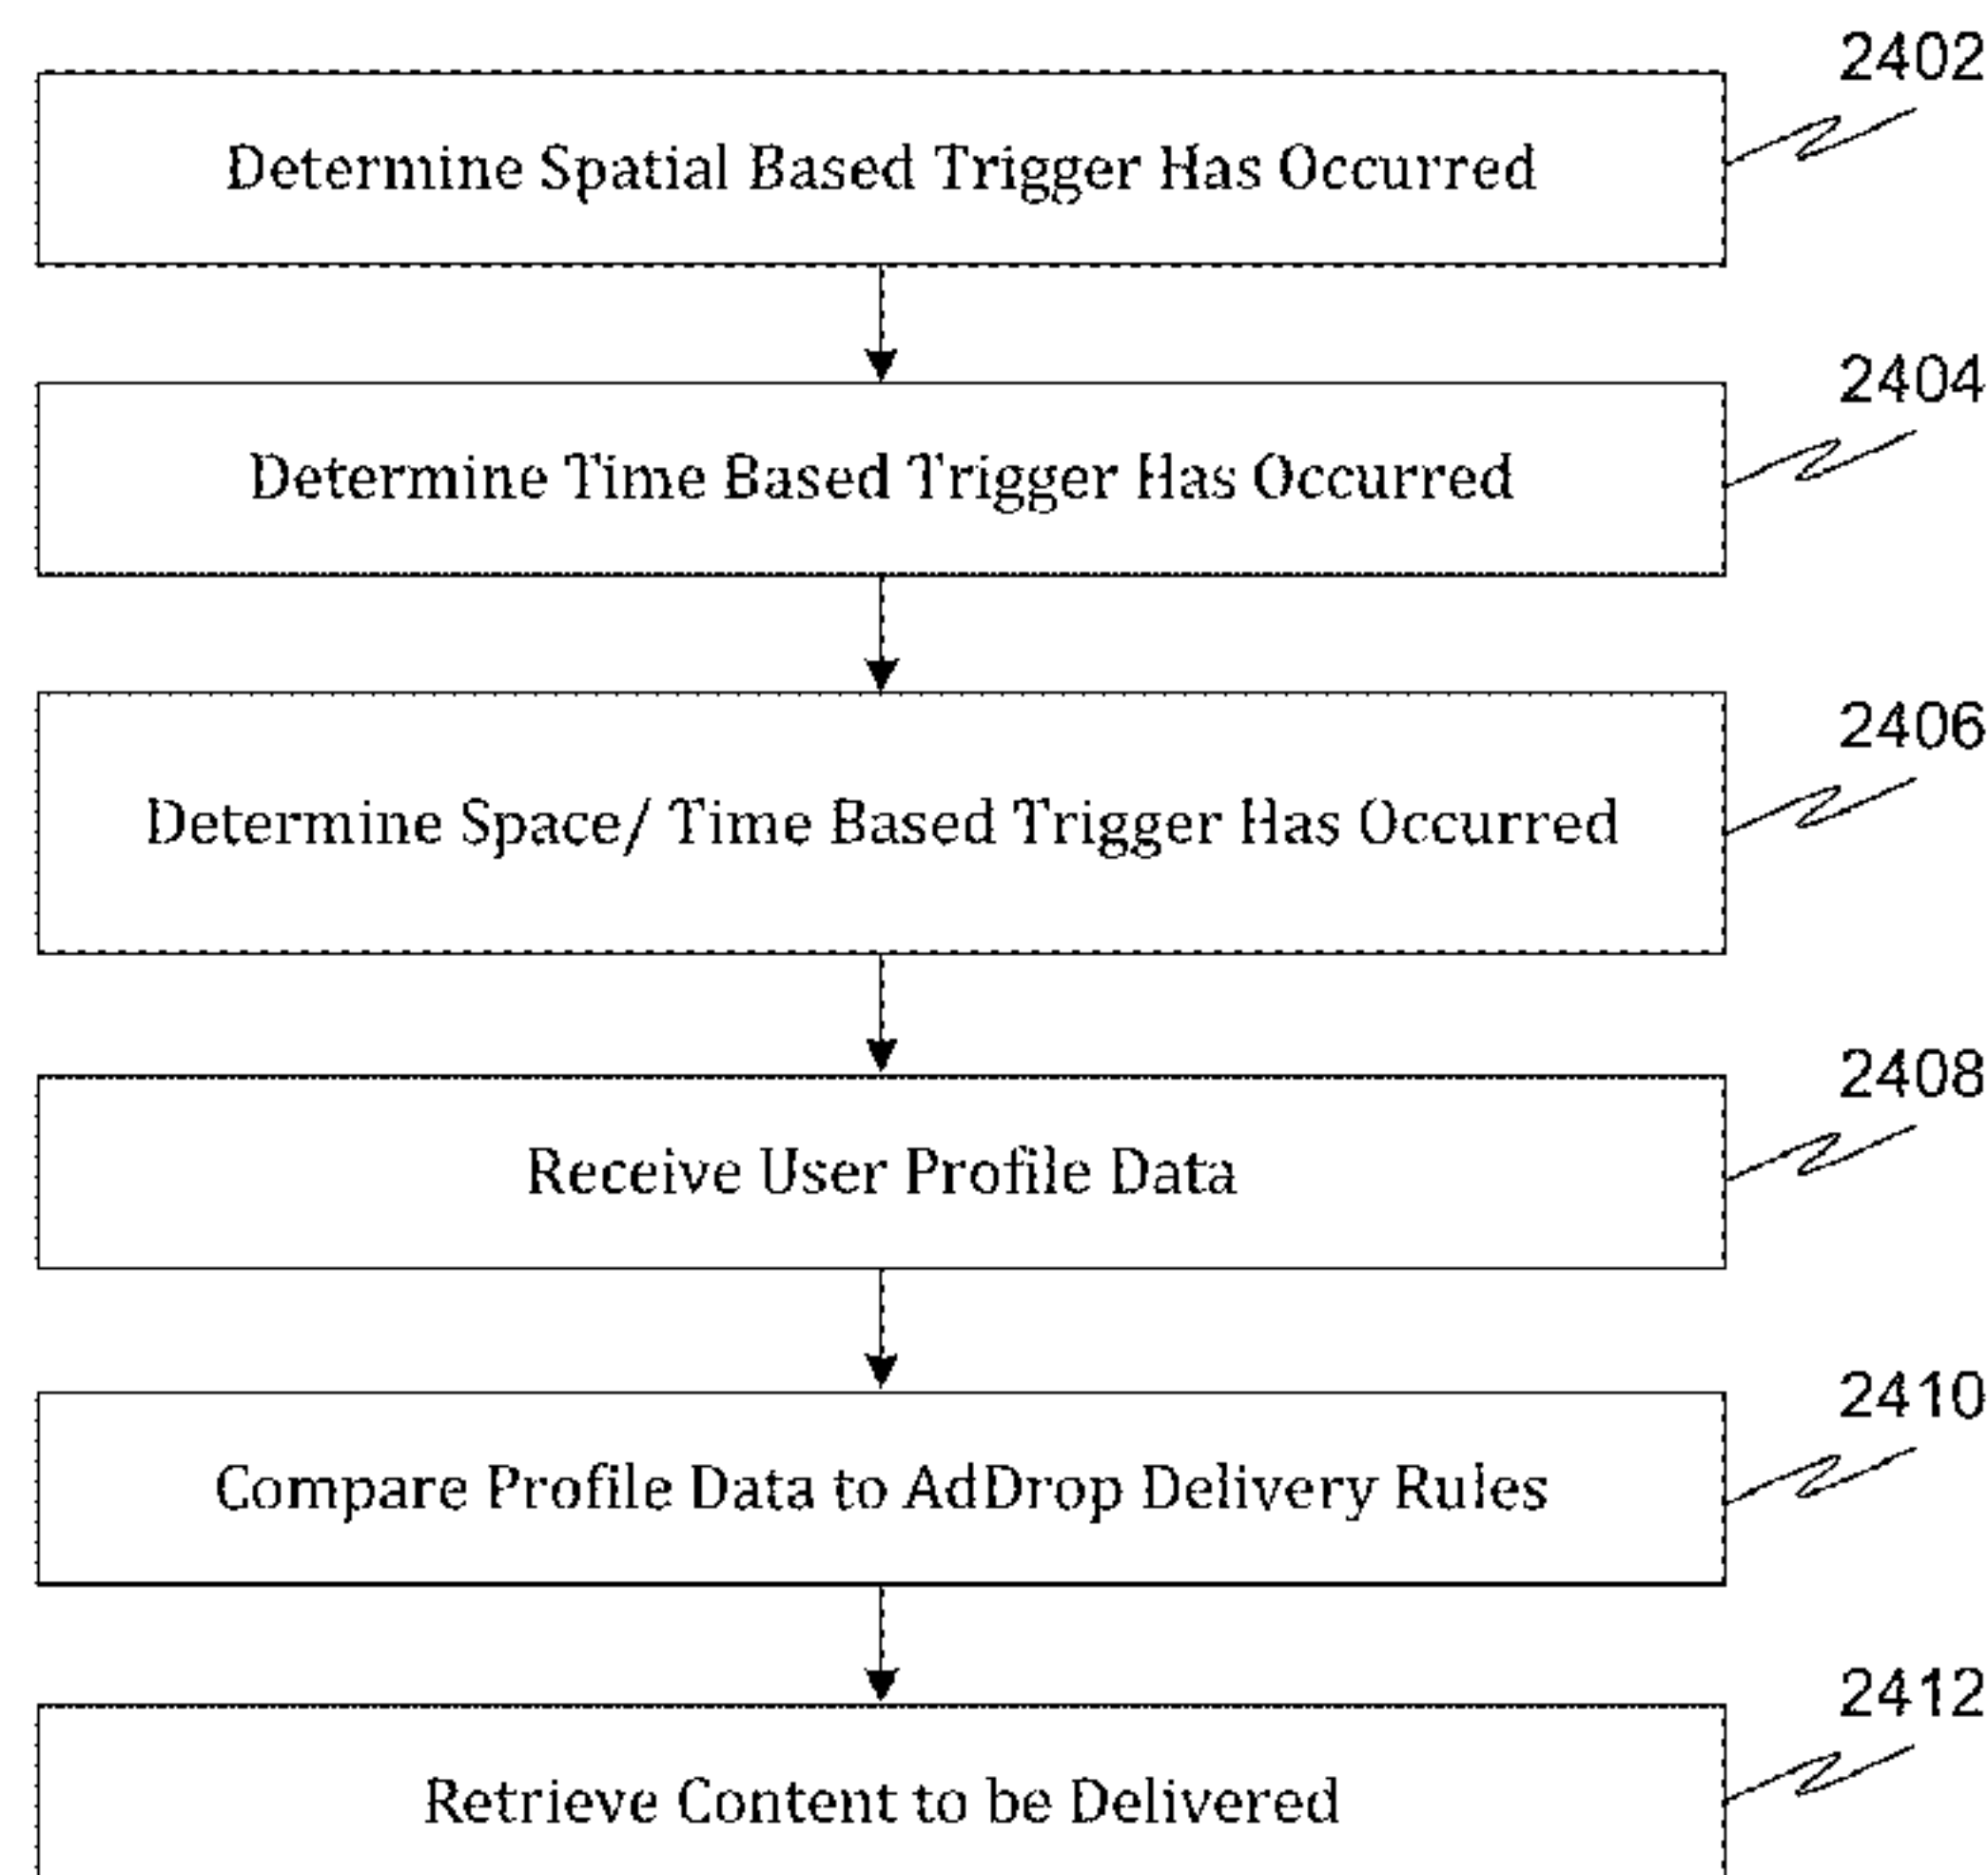 2402
Determine Spatial Based Trigger Has Occurred
2404
Determine Time Based Trigger Has Occurred
2406
Determine Space/ Time Based Trigger Has Occurred
2408
Receive User Profile Data
2410
Compare Profile Data to AdDrop Delivery Rules
2412
Retrieve Content to be Delivered